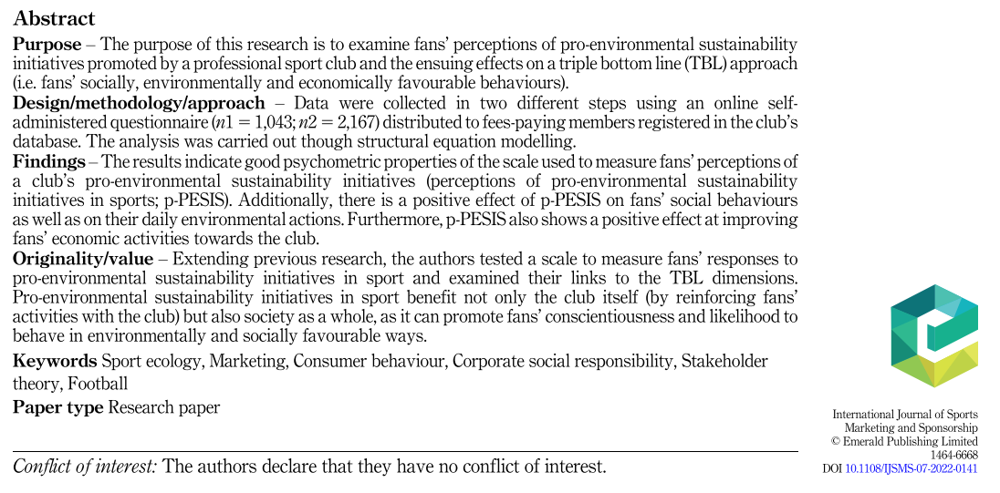 Abstract
Purpose – The purpose of this research is to examine fans' perceptions of pro-environmental sustainability
initiatives promoted by a professional sport club and the ensuing effects on a triple bottom line (TBL) approach
(i.e. fans' socially, environmentally and economically favourable behaviours).
Design/methodology/approach – Data were collected in two different steps using an online self-
administered questionnaire (n1 = 1,043; n2 = 2,167) distributed to fees-paying members registered in the club's
database. The analysis was carried out though structural equation modelling.
Findings – The results indicate good psychometric properties of the scale used to measure fans' perceptions of
a club's pro-environmental sustainability initiatives (perceptions of pro-environmental sustainability
initiatives in sports; p-PESIS). Additionally, there is a positive effect of p-PESIS on fans' social behaviours
as well as on their daily environmental actions. Furthermore, p-PESIS also shows a positive effect at improving
fans' economic activities towards the club.
Originality/value – Extending previous research, the authors tested a scale to measure fans' responses to
pro-environmental sustainability initiatives in sport and examined their links to the TBL dimensions.
Pro-environmental sustainability initiatives in sport benefit not only the club itself (by reinforcing fans'
activities with the club) but also society as a whole, as it can promote fans' conscientiousness and likelihood to
behave in environmentally and socially favourable ways.
Keywords Sport ecology, Marketing, Consumer behaviour, Corporate social responsibility, Stakeholder
theory, Football
Paper type Research paper
Conflict of interest: The authors declare that they have no conflict of interest.
International Journal of Sports
Marketing and Sponsorship
© Emerald Publishing Limited
1464-6668
DOI 10.1108/IJSMS-07-2022-0141